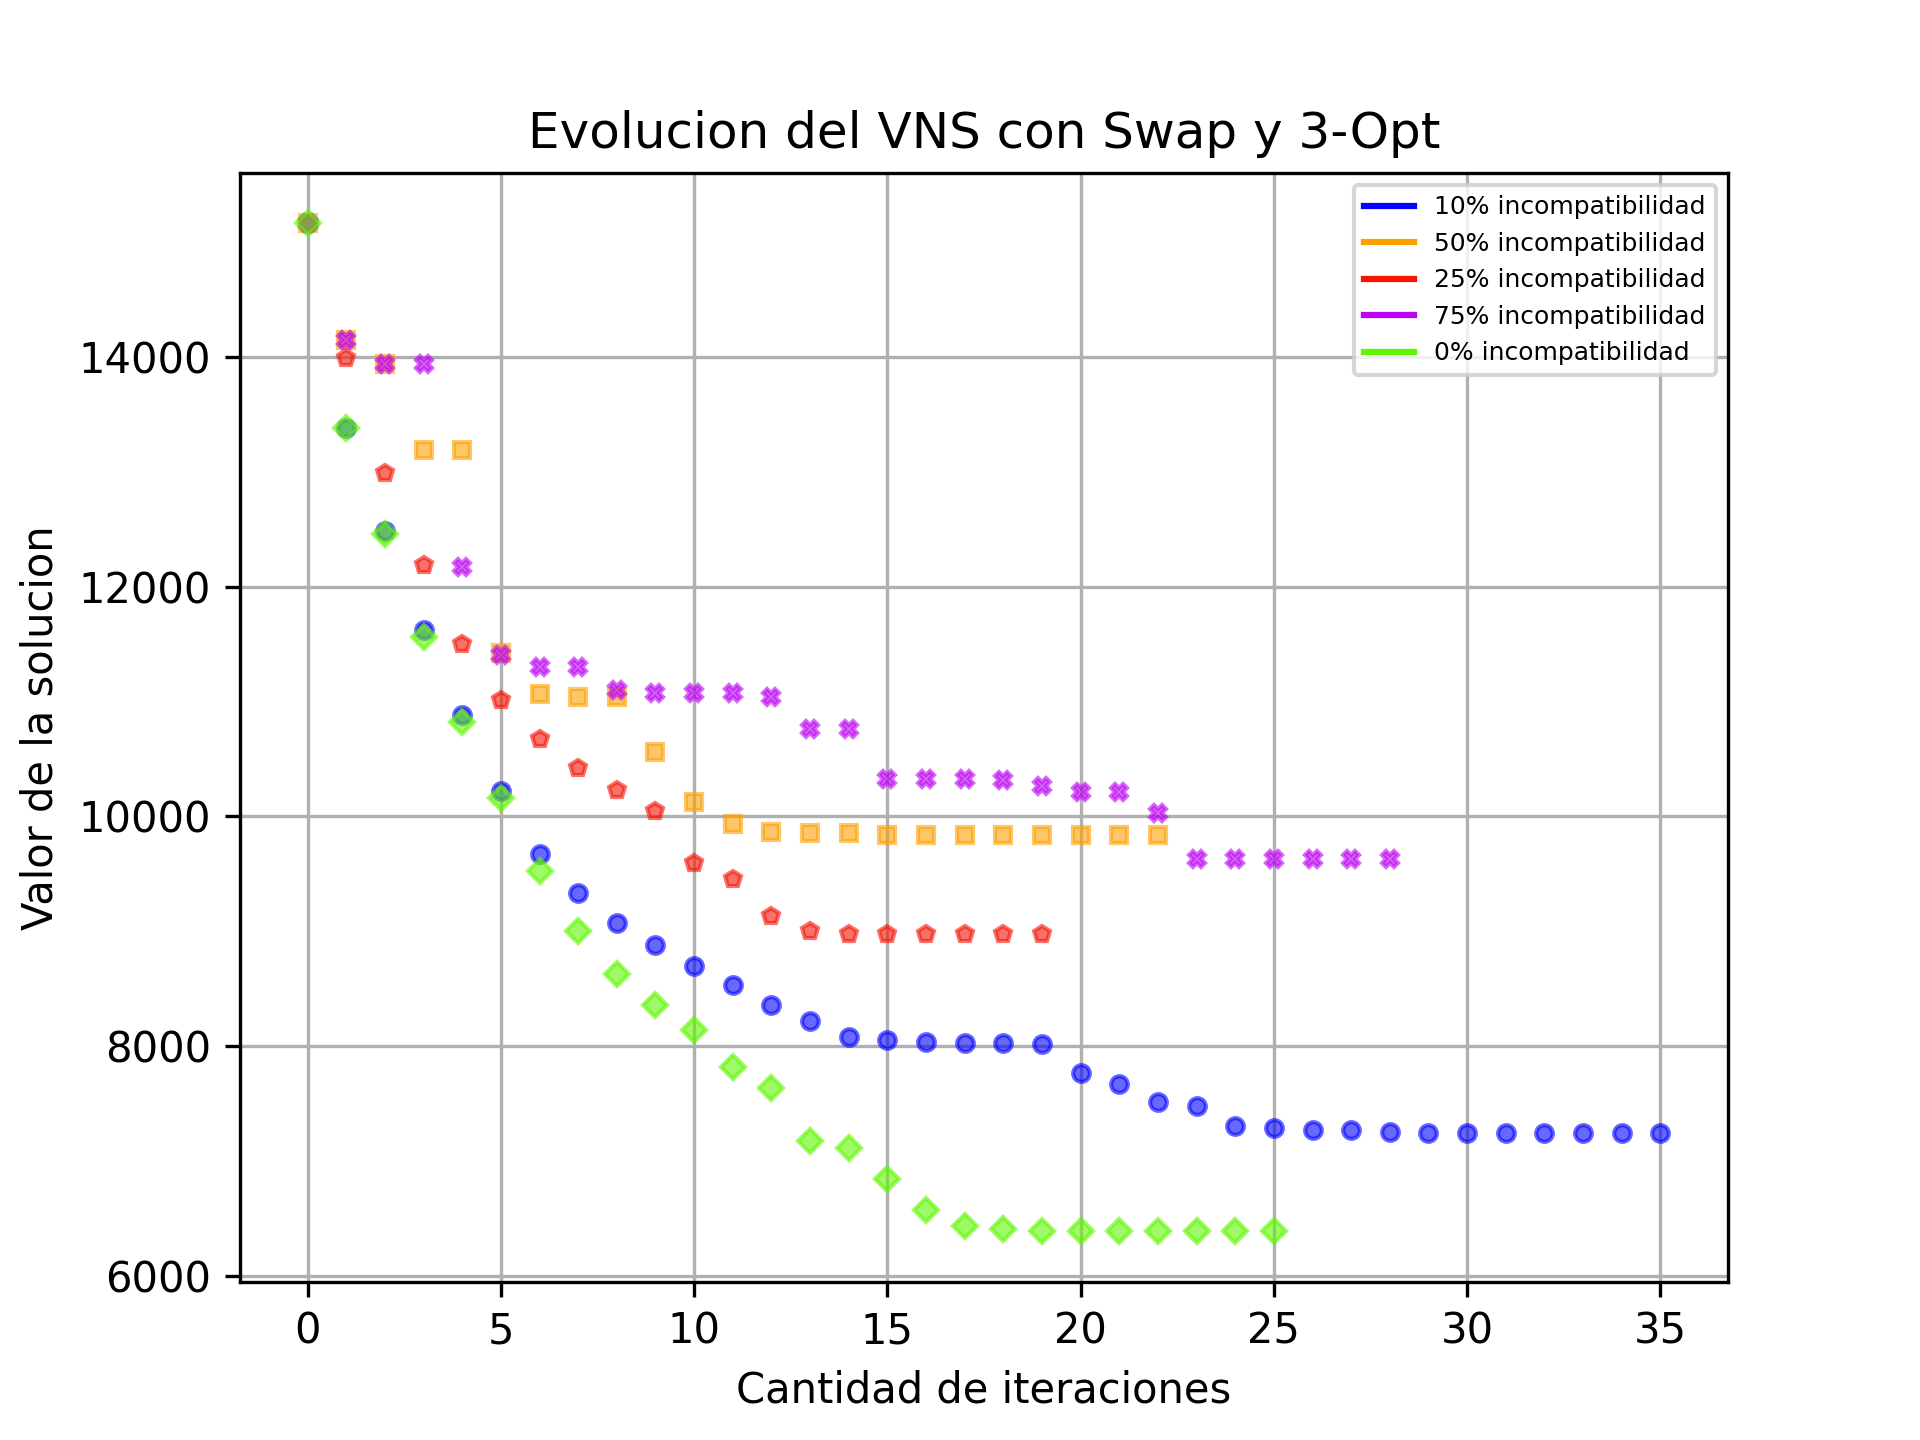 Evolucion del VNS con Swap y 3-Opt
10% incompatibilidad
50% incompatibilidad
25% incompatibilidad
75% incompatibilidad
0% incompatibilidad
Valor de la solucion
14000
12000
10000
8000
6000
0 5 10 15 20 25 30 35
Cantidad de iteraciones